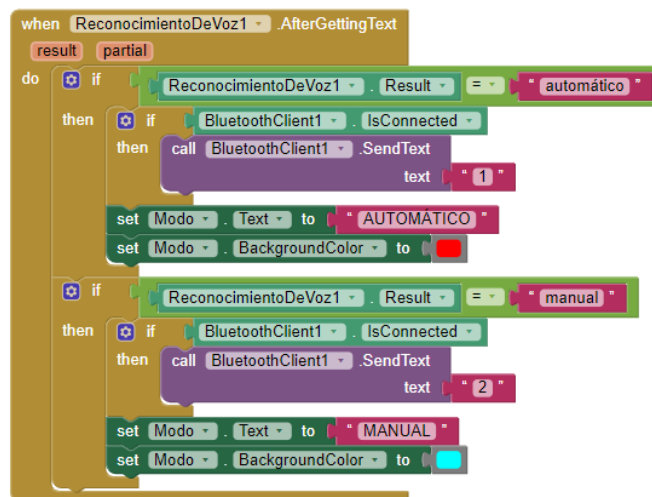 when ReconocimientoDeVoz1 .AfterGettingText
result partial
do if ReconocimientoDeVoz1 . Result = " automático "
then if BluetoothClient1 . IsConnected
then call BluetoothClient1 .SendText
text " 1 "
set Modo . Text to " AUTOMÁTICO "
set Modo . BackgroundColor to
if ReconocimientoDeVoz1 . Result = " manual "
then if BluetoothClient1 . IsConnected
then call BluetoothClient1 .SendText
text " 2 "
set Modo . Text to " MANUAL "
set Modo . BackgroundColor to